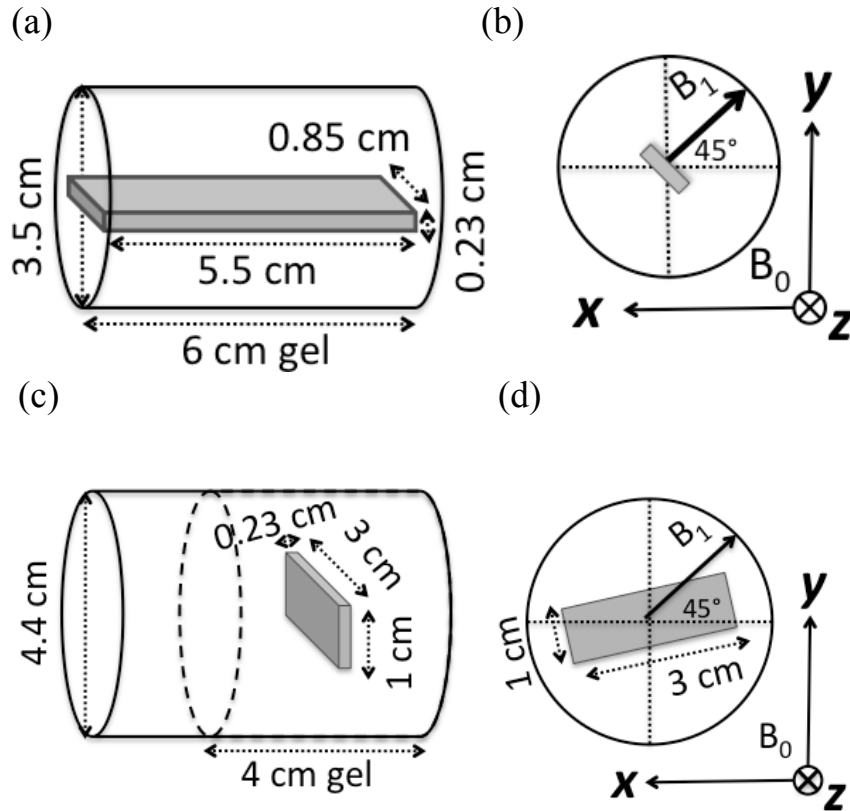 (a)
3.5 cm
0.85 cm
0.23 cm
5.5 cm
6 cm gel
(b)
B1
45°
y
B0
x
z
(c)
4.4 cm
0.23 cm
3 cm
1 cm
4 cm gel
(d)
B1
45°
1 cm
3 cm
y
B0
x
z